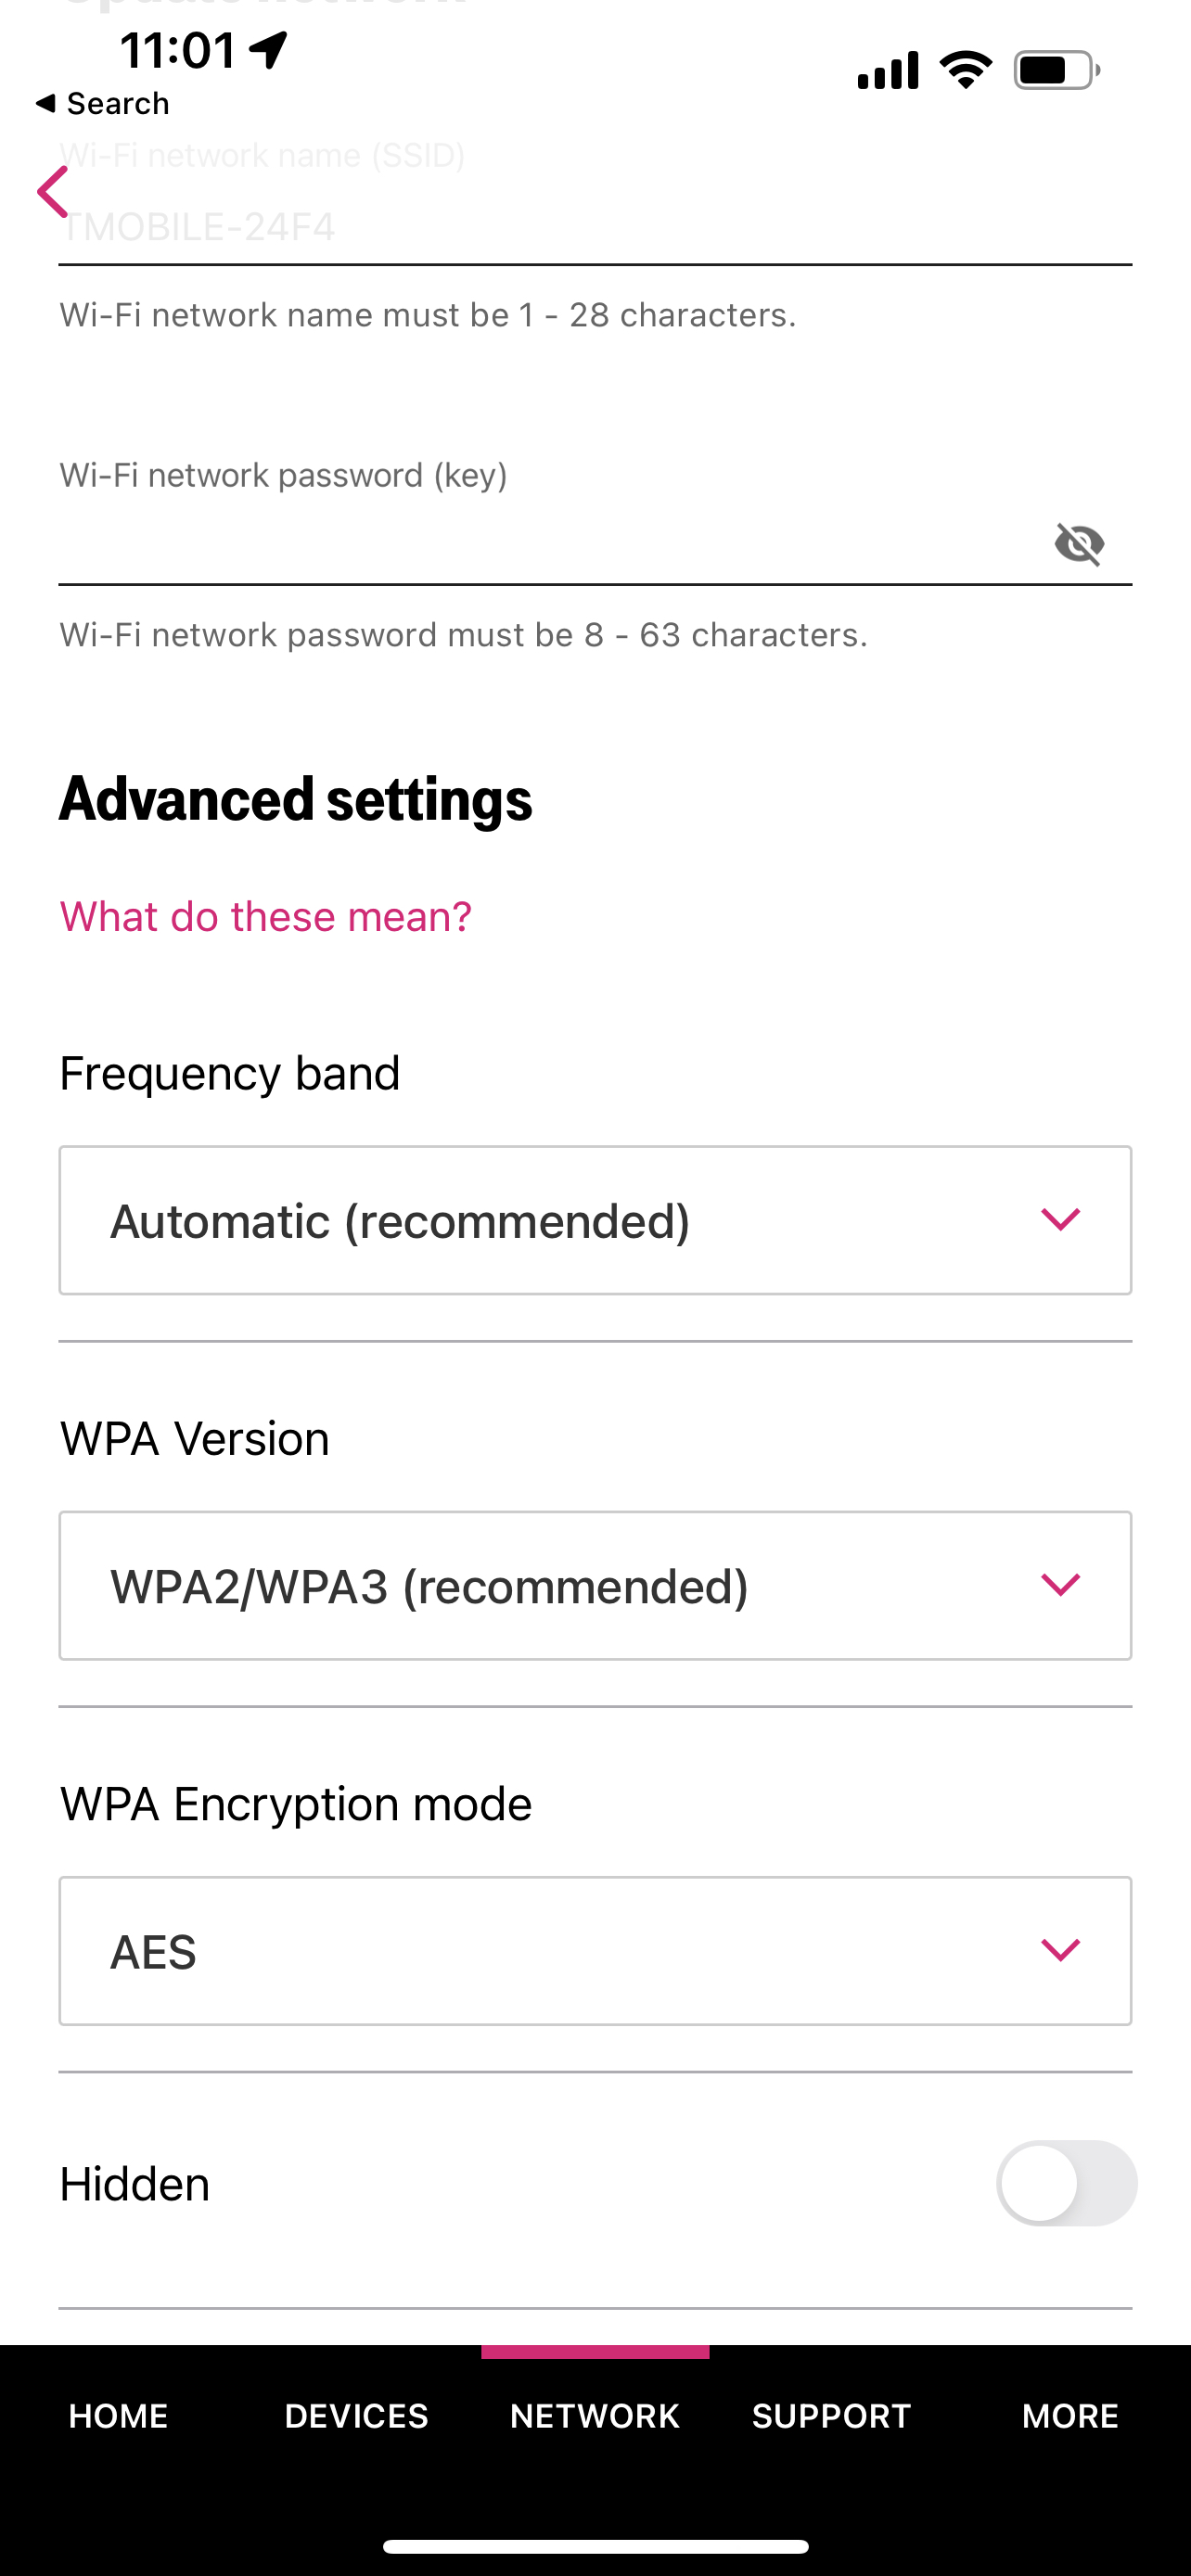 11:01
Search
Wi-Fi network name (SSID)
TMOBILE-24F4
Wi-Fi network name must be 1 - 28 characters.
Wi-Fi network password (key)
Wi-Fi network password must be 8 - 63 characters.
Advanced settings
What do these mean?
Frequency band
Automatic (recommended)
WPA Version
WPA2/WPA3 (recommended)
WPA Encryption mode
AES
Hidden
HOME DEVICES NETWORK SUPPORT MORE